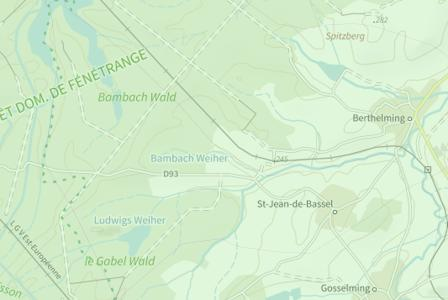 .282
Spitzberg
ET DOM. DE FÉNÉTRANGE
Bambach Wald
Berthelming
Bambach Weiher
.245
D93
St-Jean-de-Bassel
Ludwigs Weiher
L G V Est-Européenne
le Gabel Wald
Gosselming
sson